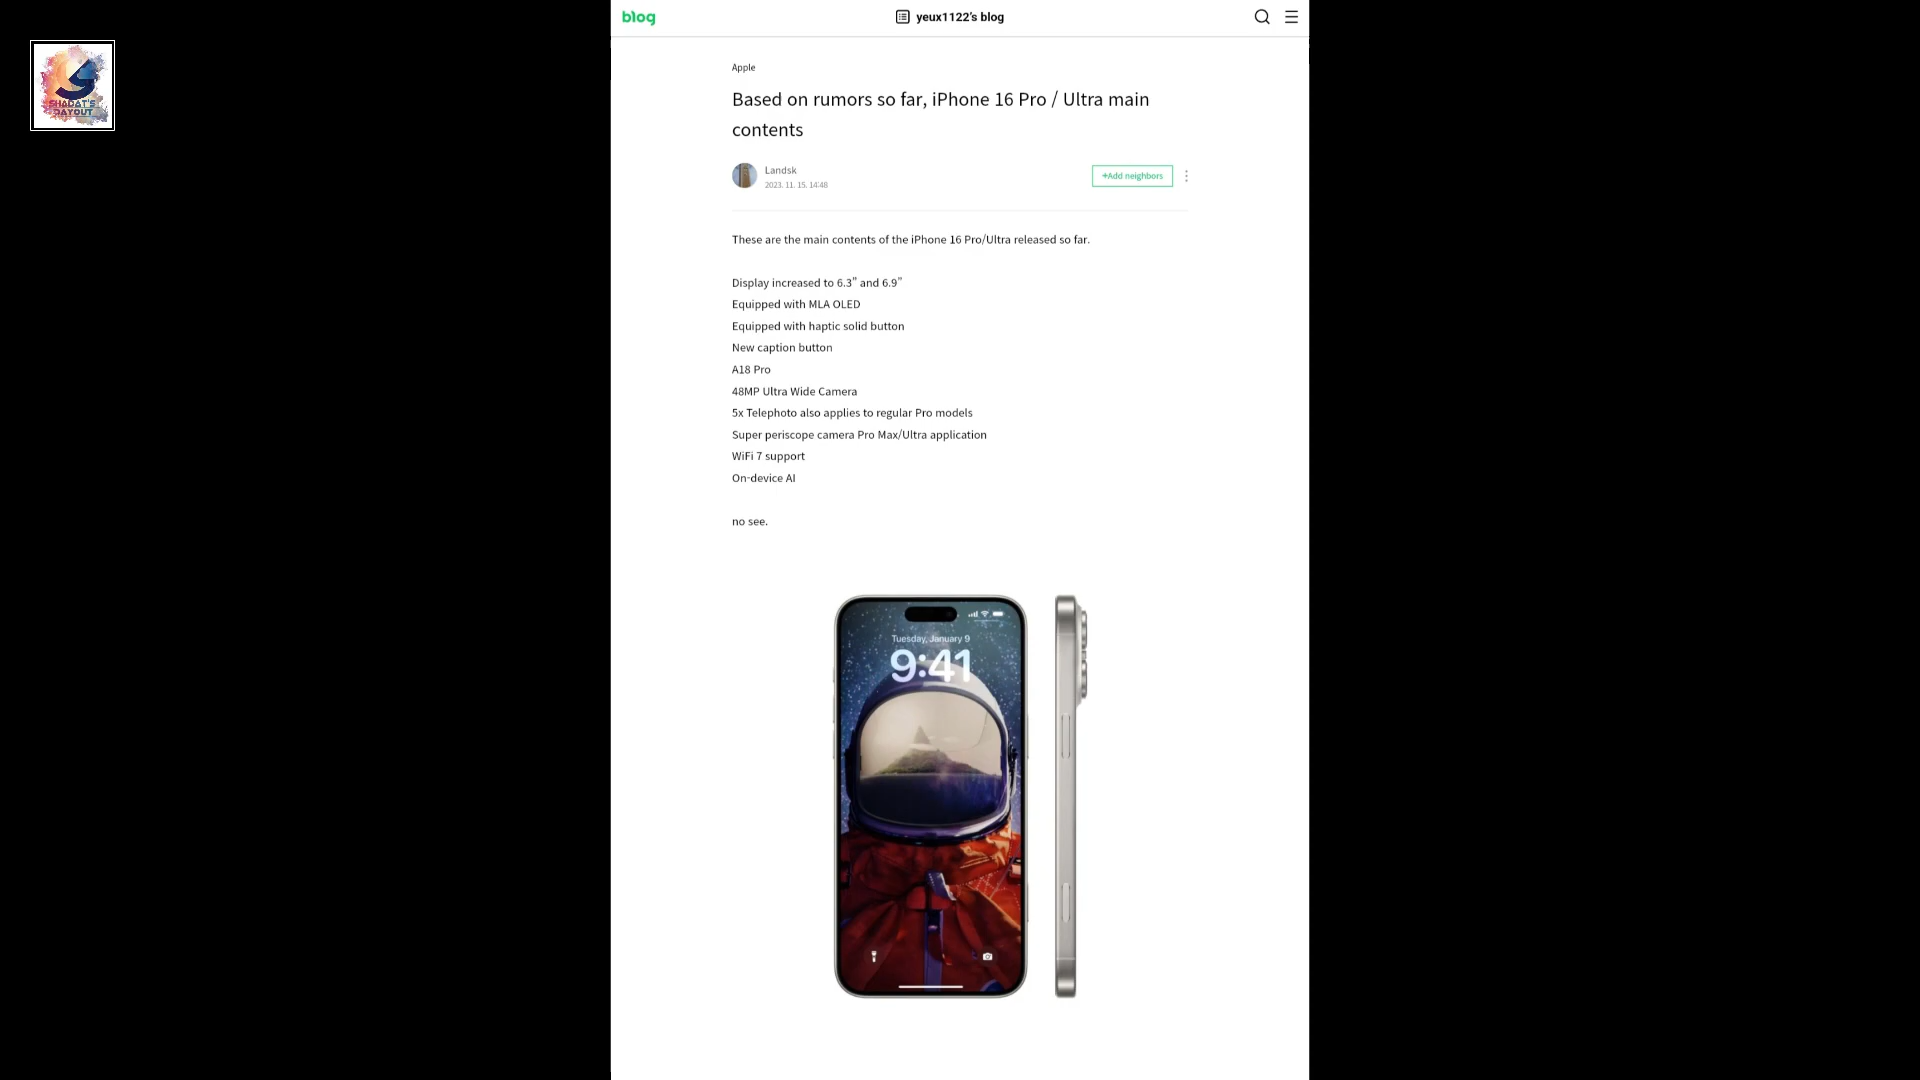 blog
yeux1122's blog
SHARAT'S
DAYOUT
Apple
Based on rumors so far, iPhone 16 Pro / Ultra main
contents
Landsk
2023. 11. 15. 14:48
+Add neighbors
These are the main contents of the iPhone 16 Pro/Ultra released so far.
Display increased to 6.3” and 6.9”
Equipped with MLA OLED
Equipped with haptic solid button
New caption button
A18 Pro
48MP Ultra Wide Camera
5x Telephoto also applies to regular Pro models
Super periscope camera Pro Max/Ultra application
WiFi 7 support
On-device AI
no see.
Tuesday, January 9
9:41